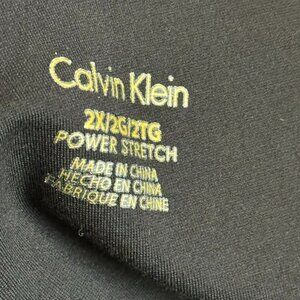 Calvin Klein
2X/2G/2TG
POWER STRETCH
MADE IN CHINA
HECHO EN CHINA
FABRIQUE EN CHINE